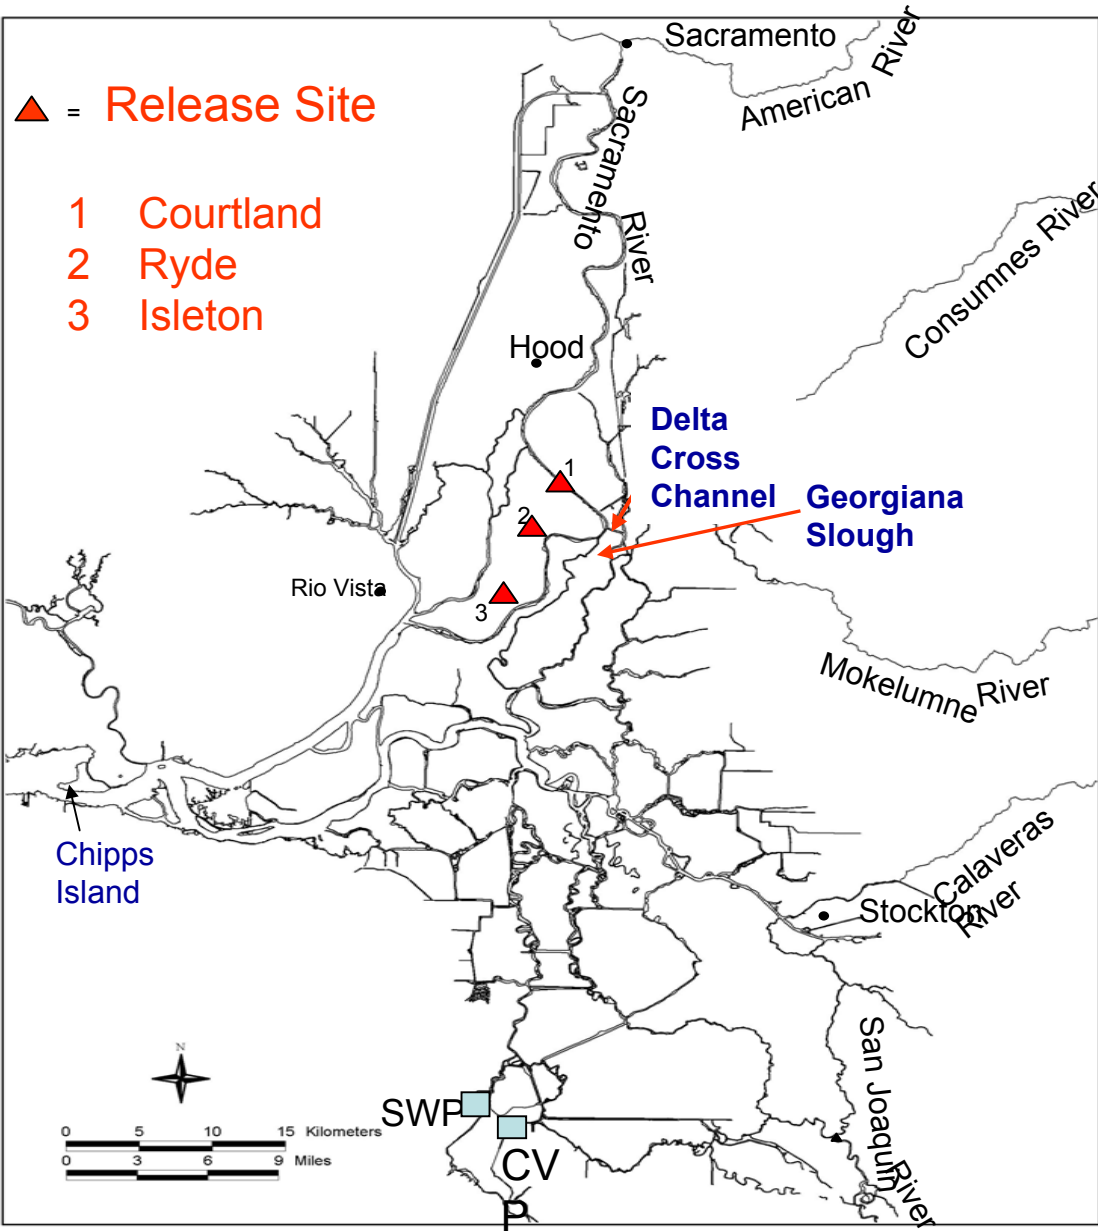 Sacramento
American River
= Release Site
Sacramento River
1 Courtland
2 Ryde
3 Isleton
Consumnes River
Hood
Delta
Cross
Channel
Georgiana
Slough
1
2
3
Rio Vista
Mokelumne River
Chipps
Island
Calaveras River
Stockton
San Joaquin River
N
SWP
CV
P
0 5 10 15 Kilometers
0 3 6 9 Miles